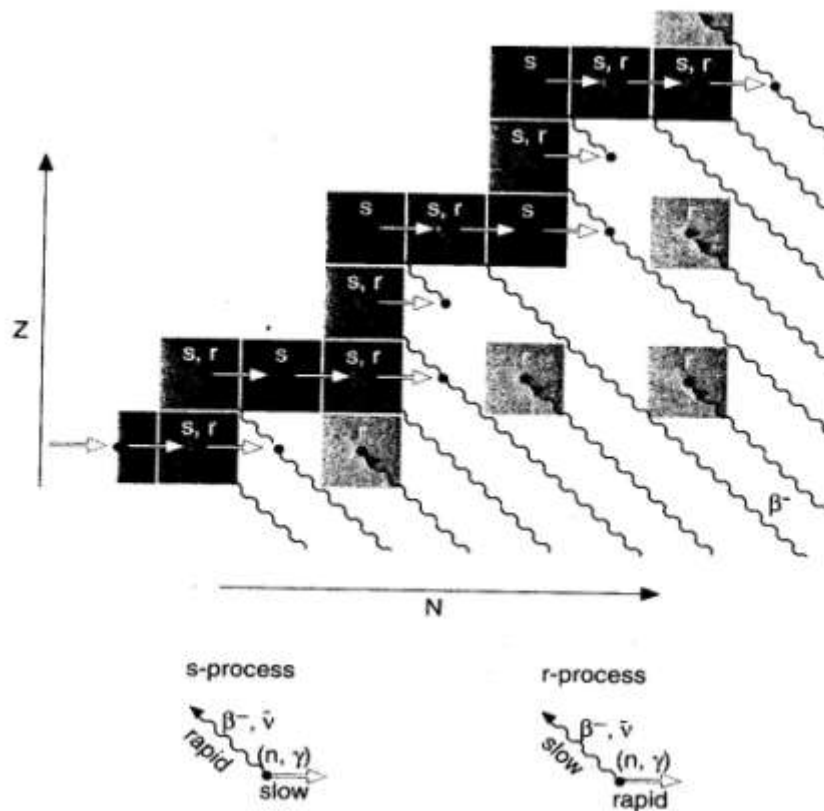 s s, r s, r
s, r
s s, r s r
s, r
Z
s, r s s, r r r
s, r r
β⁻
N
s-process r-process
β⁻, ν̄ β⁻, ν̄
rapid (n, γ) slow (n, γ)
slow rapid